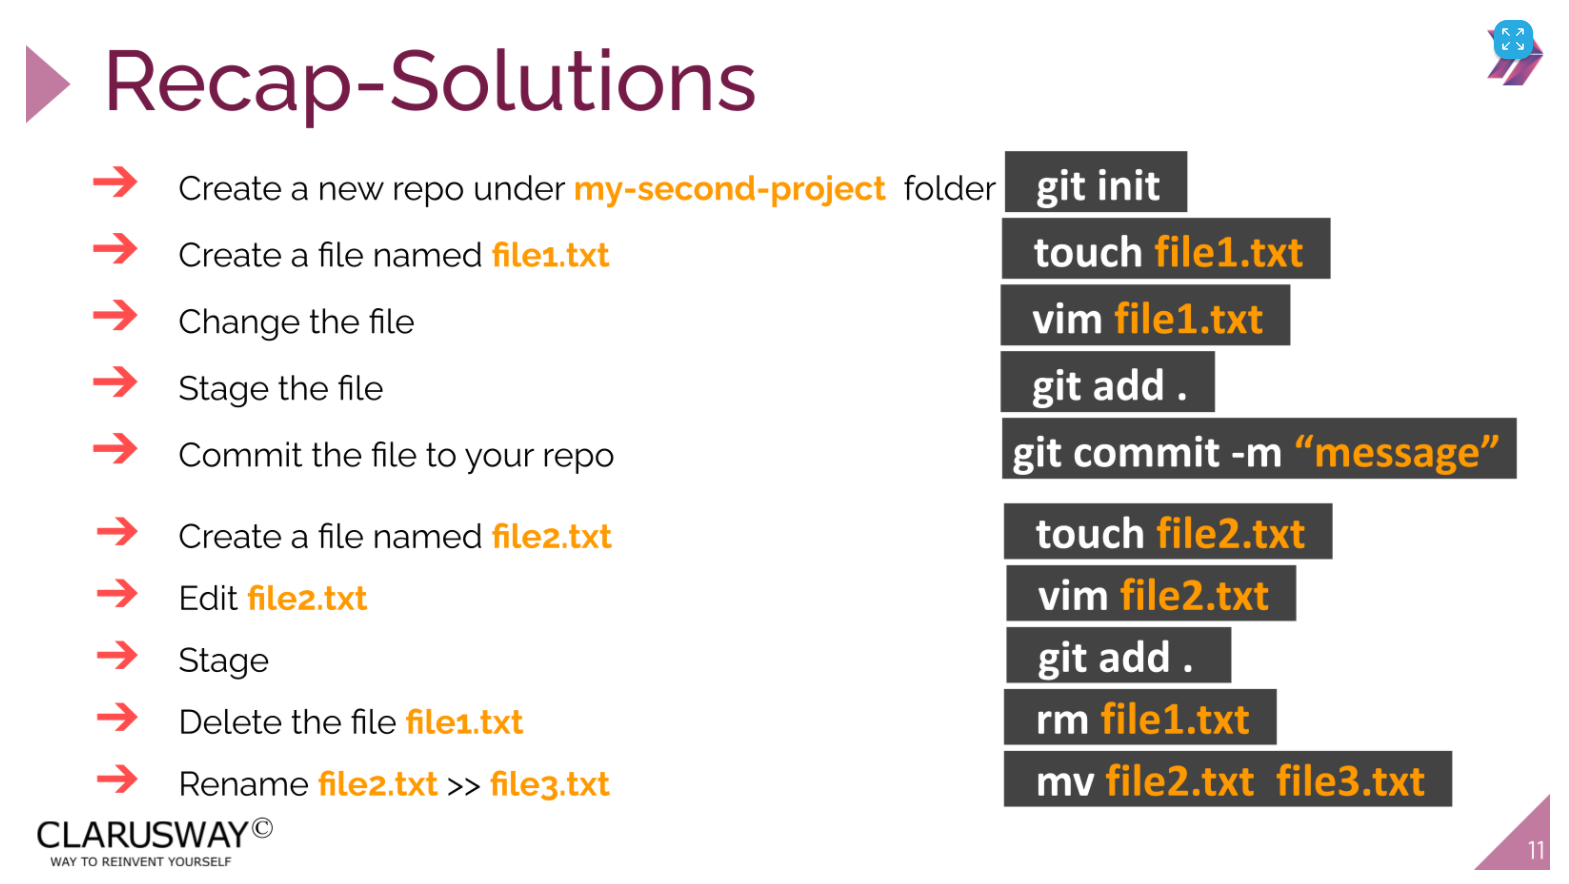 Recap-Solutions
Create a new repo under my-second-project folder git init
Create a file named file1.txt touch file1.txt
Change the file vim file1.txt
Stage the file git add .
Commit the file to your repo git commit -m “message”
Create a file named file2.txt touch file2.txt
Edit file2.txt vim file2.txt
Stage git add .
Delete the file file1.txt rm file1.txt
Rename file2.txt >> file3.txt mv file2.txt file3.txt
CLARUSWAY©
WAY TO REINVENT YOURSELF
11